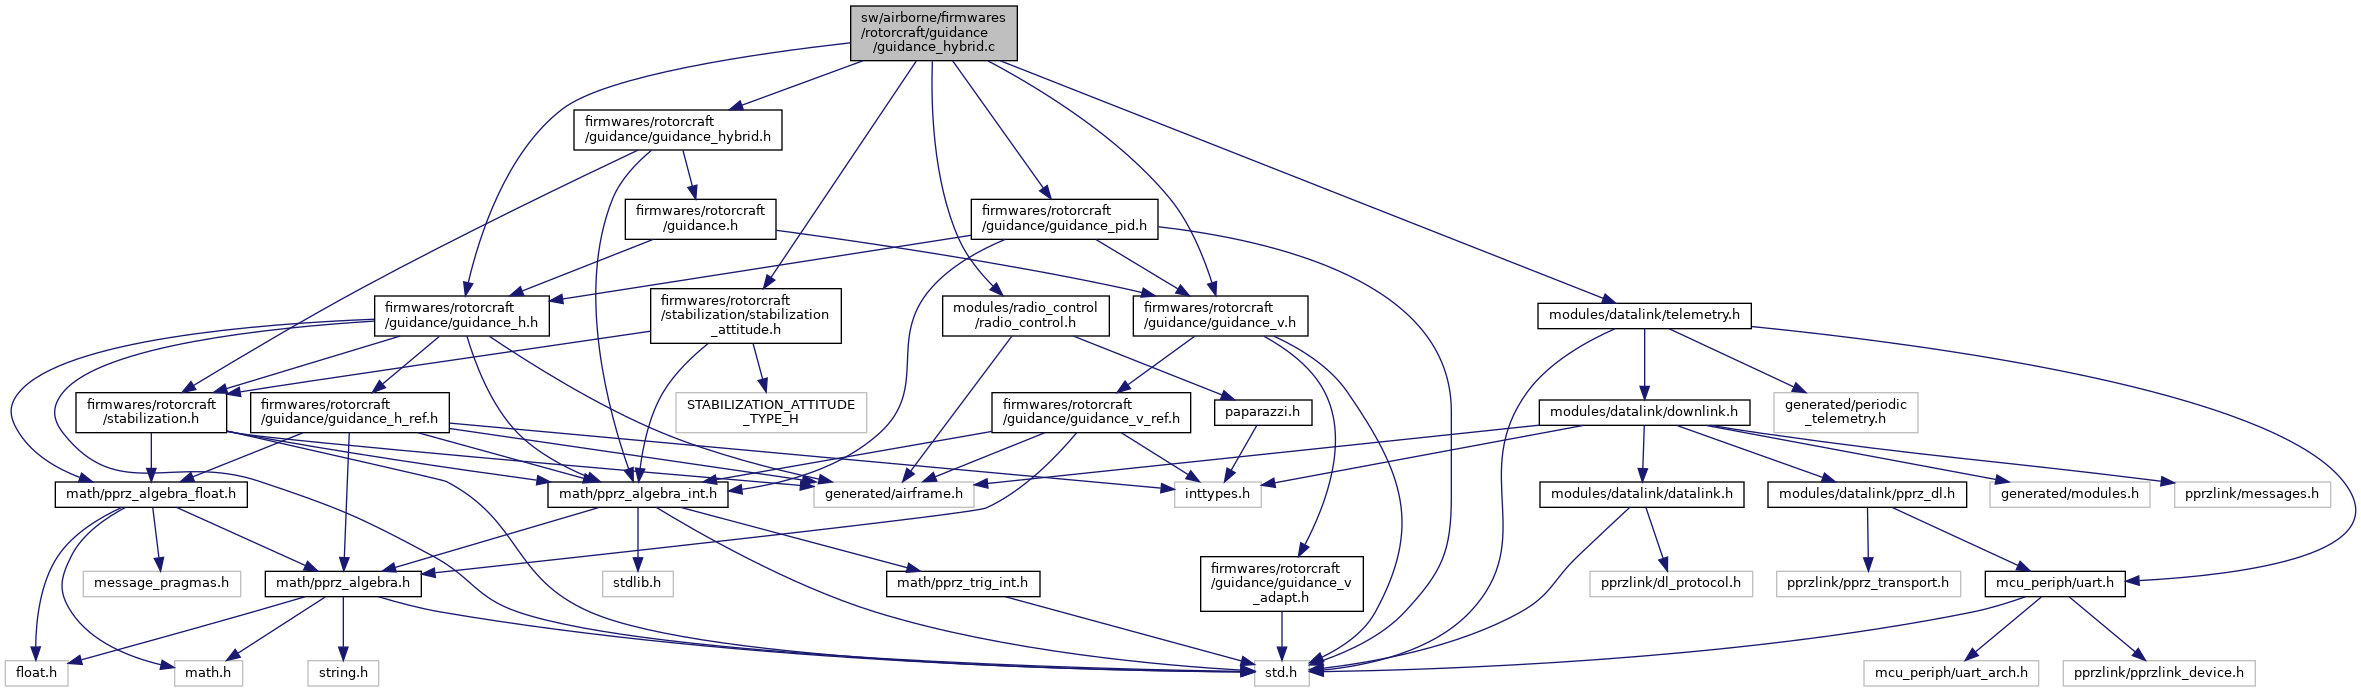 sw/airborne/firmwares
/rotorcraft/guidance
/guidance_hybrid.c
firmwares/rotorcraft
/guidance/guidance_hybrid.h
firmwares/rotorcraft
/guidance.h
firmwares/rotorcraft
/guidance/guidance_pid.h
firmwares/rotorcraft
/guidance/guidance_h.h
firmwares/rotorcraft
/stabilization/stabilization
_attitude.h
modules/radio_control
/radio_control.h
firmwares/rotorcraft
/guidance/guidance_v.h
modules/datalink/telemetry.h
firmwares/rotorcraft
/stabilization.h
firmwares/rotorcraft
/guidance/guidance_h_ref.h
STABILIZATION_ATTITUDE
_TYPE_H
firmwares/rotorcraft
/guidance/guidance_v_ref.h
paparazzi.h
modules/datalink/downlink.h
generated/periodic
_telemetry.h
math/pprz_algebra_float.h
math/pprz_algebra_int.h
generated/airframe.h
inttypes.h
modules/datalink/datalink.h
modules/datalink/pprz_dl.h
generated/modules.h
pprzlink/messages.h
message_pragmas.h
math/pprz_algebra.h
stdlib.h
math/pprz_trig_int.h
firmwares/rotorcraft
/guidance/guidance_v
_adapt.h
pprzlink/dl_protocol.h
pprzlink/pprz_transport.h
mcu_periph/uart.h
float.h
math.h
string.h
std.h
mcu_periph/uart_arch.h
pprzlink/pprzlink_device.h